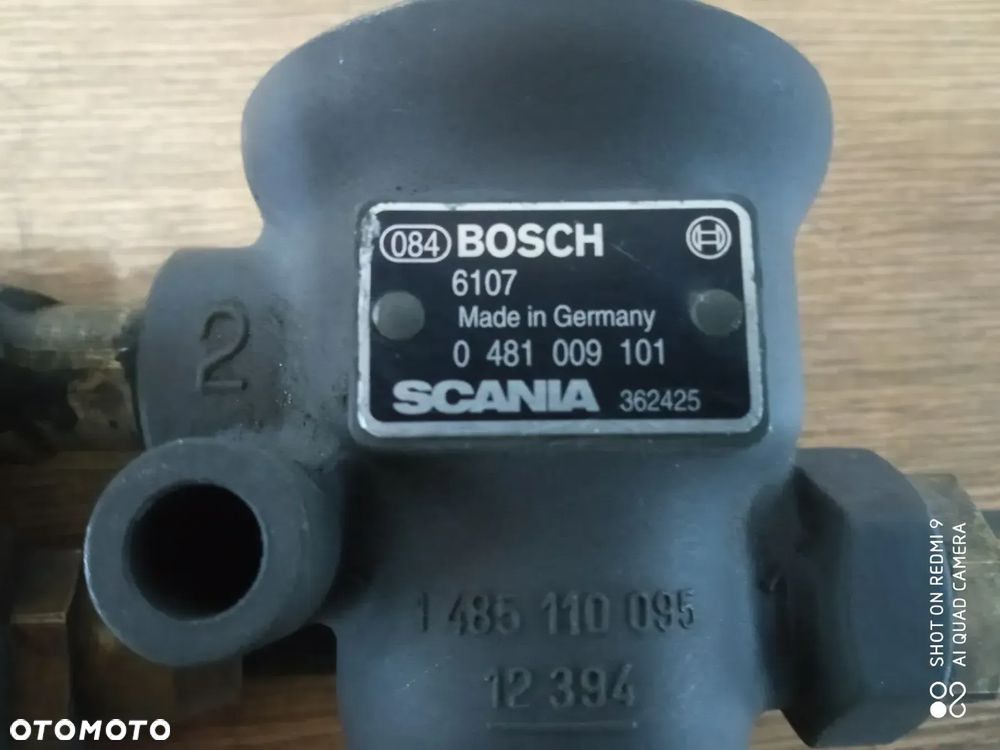 084 BOSCH
6107
Made in Germany
0 481 009 101
SCANIA 362425
2
1 485 110 095
12 394
SHOT ON REDMI 9
AI QUAD CAMERA
OTOMOTO